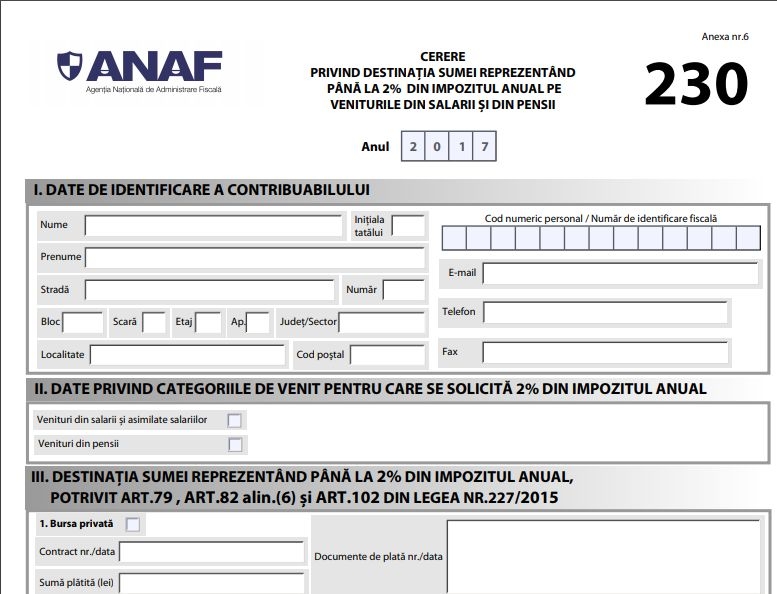 Anexa nr.6
ANAF
Agenția Națională de Administrare Fiscală
CERERE
PRIVIND DESTINAȚIA SUMEI REPREZENTÂND
PÂNĂ LA 2% DIN IMPOZITUL ANUAL PE
VENITURILE DIN SALARII ȘI DIN PENSII
230
Anul 2 0 1 7
I. DATE DE IDENTIFICARE A CONTRIBUABILULUI
Nume
Inițiala
tatălui
Cod numeric personal / Număr de identificare fiscală
Prenume
E-mail
Stradă
Număr
Telefon
Bloc
Scară
Etaj
Ap.
Județ/Sector
Localitate
Cod poștal
Fax
II. DATE PRIVIND CATEGORIILE DE VENIT PENTRU CARE SE SOLICITĂ 2% DIN IMPOZITUL ANUAL
Venituri din salarii și asimilate salariilor
Venituri din pensii
III. DESTINAȚIA SUMEI REPREZENTÂND PÂNĂ LA 2% DIN IMPOZITUL ANUAL,
POTRIVIT ART.79 , ART.82 alin.(6) și ART.102 DIN LEGEA NR.227/2015
1. Bursa privată
Contract nr./data
Documente de plată nr./data
Sumă plătită (lei)